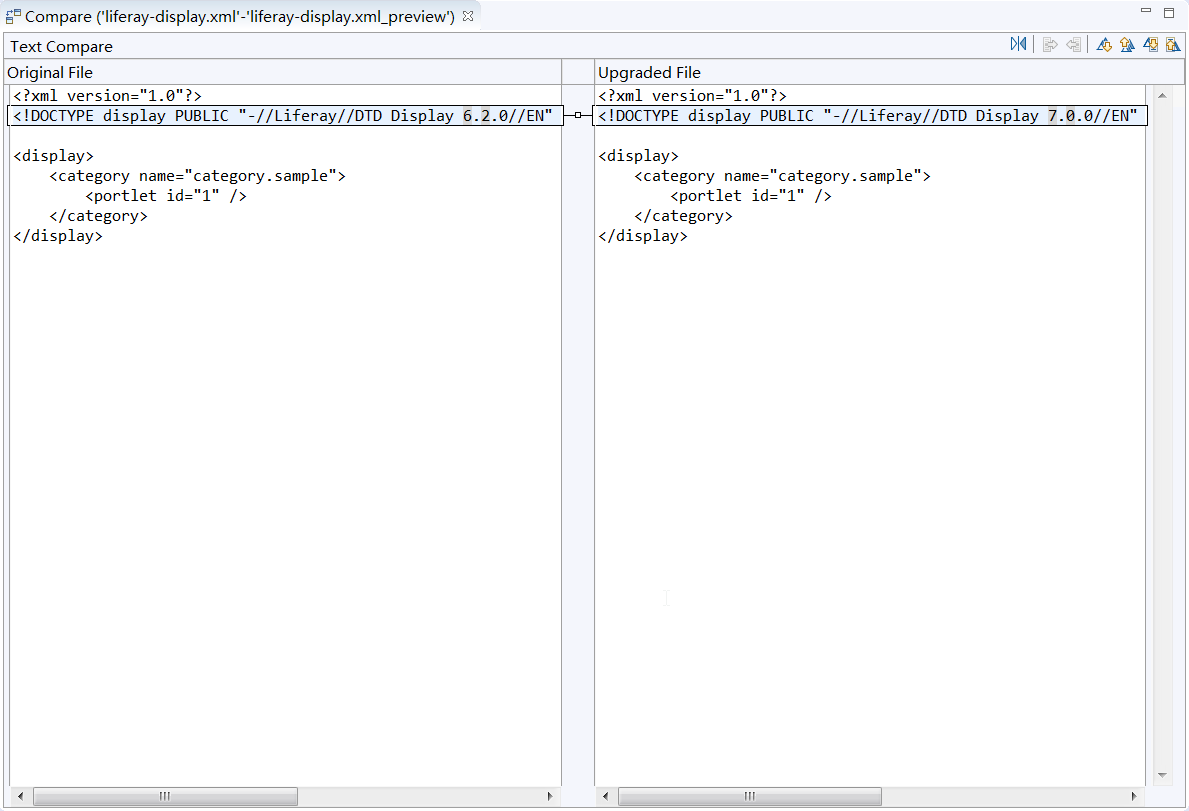 Compare ('liferay-display.xml'-'liferay-display.xml_preview')
Text Compare
Original File
<?xml version="1.0"?>
<!DOCTYPE display PUBLIC "-//Liferay//DTD Display 6.2.0//EN"
<display>
    <category name="category.sample">
        <portlet id="1" />
    </category>
</display>
Upgraded File
<?xml version="1.0"?>
<!DOCTYPE display PUBLIC "-//Liferay//DTD Display 7.0.0//EN"
<display>
    <category name="category.sample">
        <portlet id="1" />
    </category>
</display>